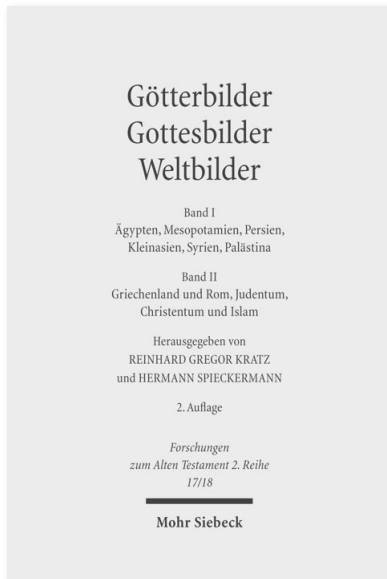 Götterbilder
Gottesbilder
Weltbilder
Band I
Ägypten, Mesopotamien, Persien,
Kleinasien, Syrien, Palästina
Band II
Griechenland und Rom, Judentum,
Christentum und Islam
Herausgegeben von
REINHARD GREGOR KRATZ
und HERMANN SPIECKERMANN
2. Auflage
Forschungen
zum Alten Testament 2. Reihe
17/18
Mohr Siebeck